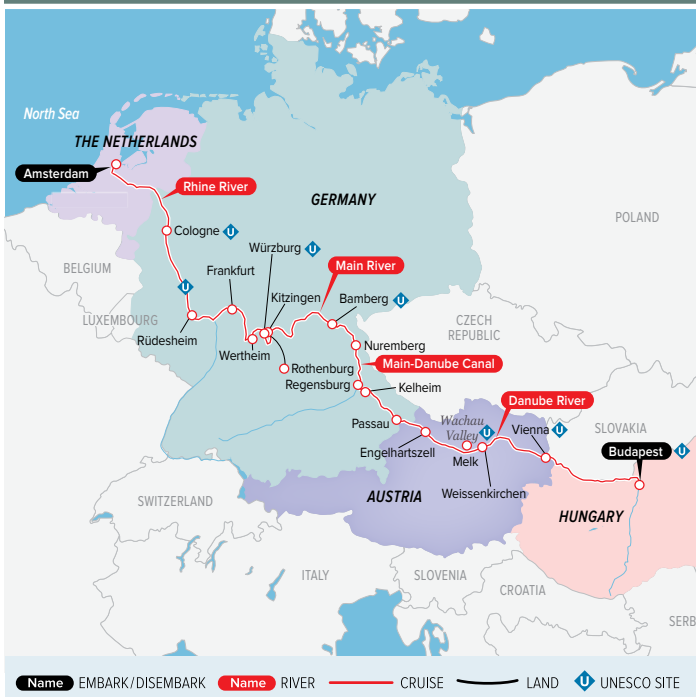 North Sea
THE NETHERLANDS
Amsterdam
Rhine River
GERMANY
POLAND
Cologne U
Würzburg U
Main River
BELGIUM
Frankfurt
U
Kitzingen
Bamberg U
LUXEMBOURG
Rüdesheim
CZECH
REPUBLIC
Wertheim
Nuremberg
Rothenburg
Main-Danube Canal
Regensburg
Kelheim
Danube River
Passau
Wachau
Valley U
Vienna U
SLOVAKIA
Engelhartszell
Budapest U
Melk
Weissenkirchen
AUSTRIA
SWITZERLAND
HUNGARY
ITALY
SLOVENIA
CROATIA
SERB
Name EMBARK/DISEMBARK Name RIVER CRUISE LAND U UNESCO SITE